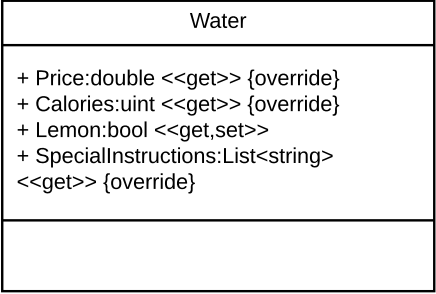 Water
+ Price:double <<get>> {override}
+ Calories:uint <<get>> {override}
+ Lemon:bool <<get,set>>
+ SpecialInstructions:List<string>
<<get>> {override}